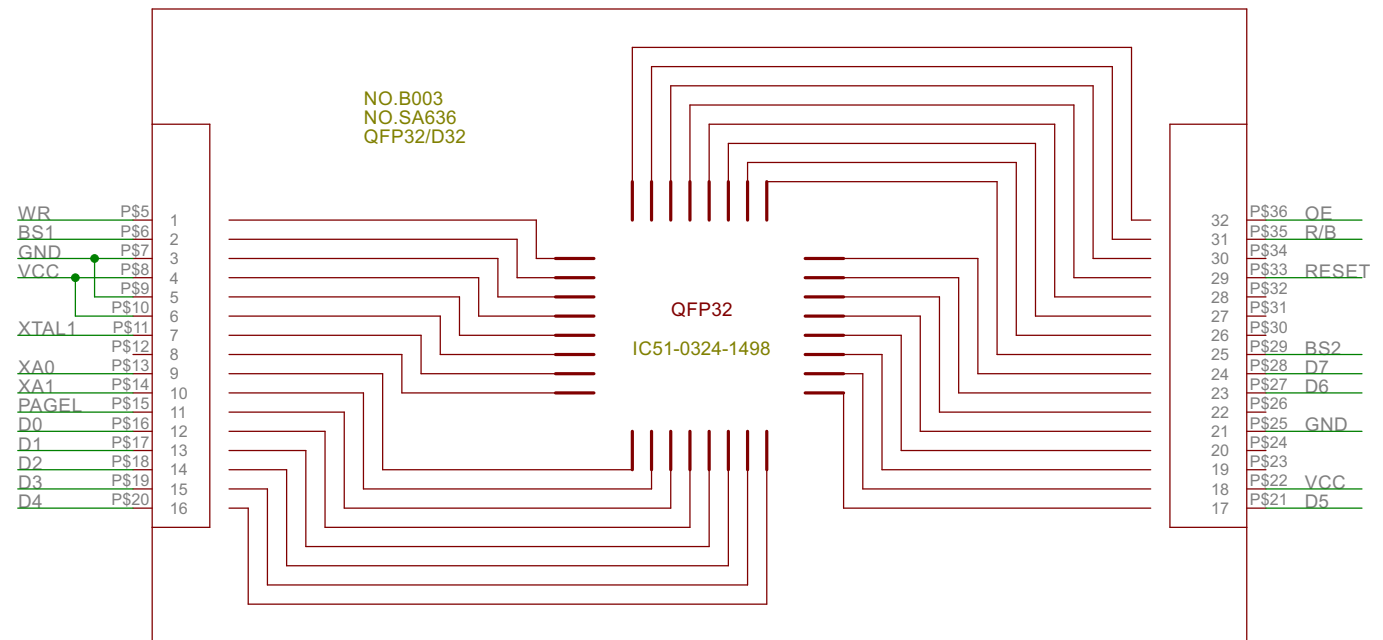 NO.B003
NO.SA636
QFP32/D32
WR P$5 1
BS1 P$6 2
GND P$7 3
VCC P$8 4
P$9 5
P$10 6
XTAL1 P$11 7
P$12 8
XA0 P$13 9
XA1 P$14 10
PAGEL P$15 11
D0 P$16 12
D1 P$17 13
D2 P$18 14
D3 P$19 15
D4 P$20 16
QFP32
IC51-0324-1498
32 P$36 OE
31 P$35 R/B
30 P$34
29 P$33 RESET
28 P$32
27 P$31
26 P$30
25 P$29 BS2
24 P$28 D7
23 P$27 D6
22 P$26
21 P$25 GND
20 P$24
19 P$23
18 P$22 VCC
17 P$21 D5